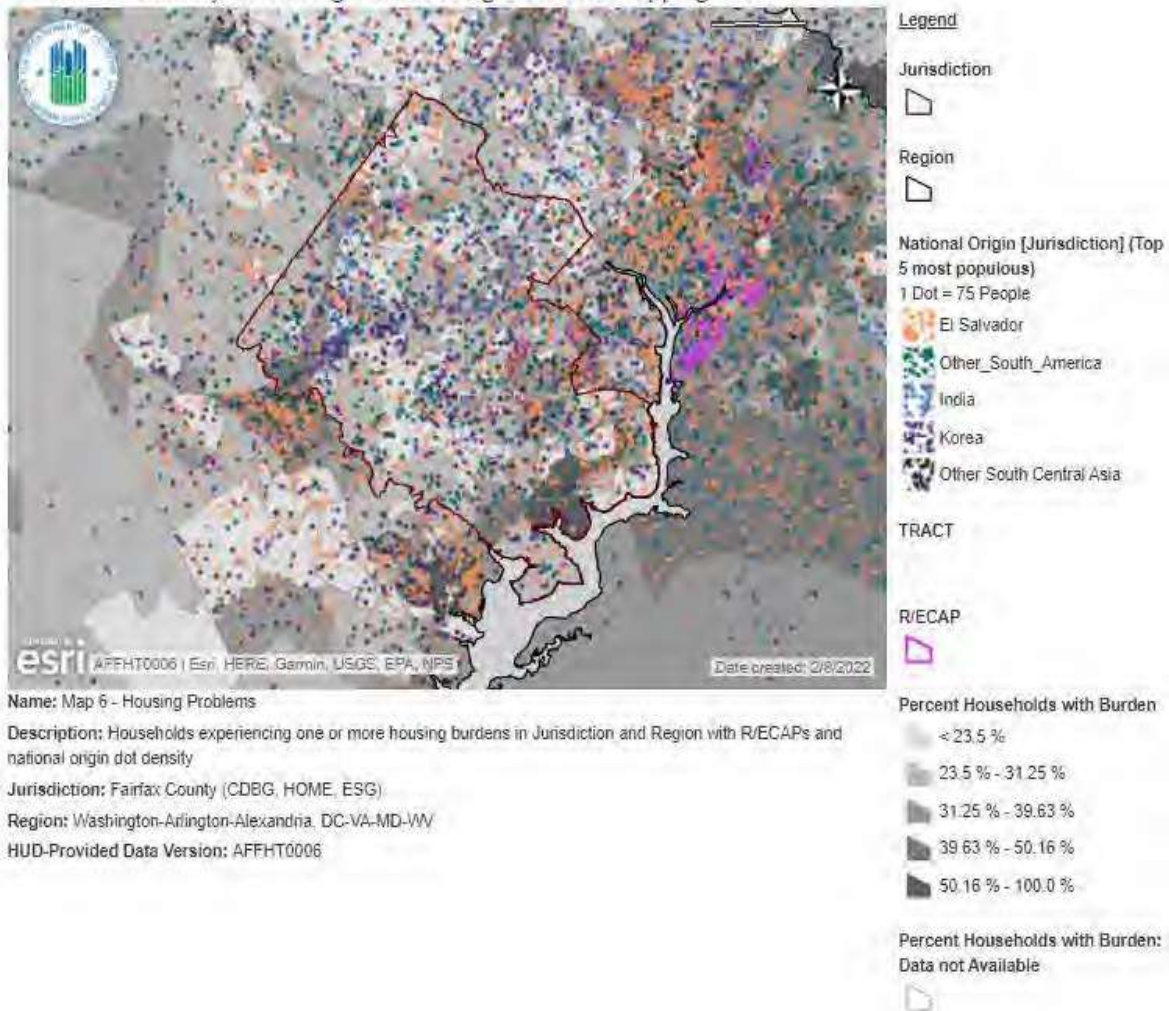 Legend
Jurisdiction
Region
National Origin [Jurisdiction] (Top
5 most populous)
1 Dot = 75 People
El Salvador
Other_South_America
India
Korea
Other South Central Asia
TRACT
R/ECAP
Percent Households with Burden
< 23.5 %
23.5 % - 31.25 %
31.25 % - 39.63 %
39.63 % - 50.16 %
50.16 % - 100.0 %
Percent Households with Burden:
Data not Available
esri
AFFHT0006 | Esri, HERE, Garmin, USGS, EPA, NPS
Date created: 2/8/2022
Name: Map 6 - Housing Problems
Description: Households experiencing one or more housing burdens in Jurisdiction and Region with R/ECAPs and
national origin dot density
Jurisdiction: Fairfax County (CDBG, HOME, ESG)
Region: Washington-Arlington-Alexandria, DC-VA-MD-WV
HUD-Provided Data Version: AFFHT0006